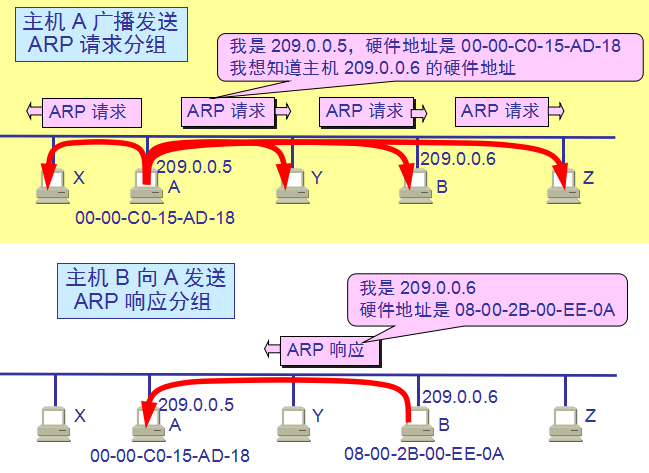 主机 A 广播发送
ARP 请求分组
我是 209.0.0.5，硬件地址是 00-00-C0-15-AD-18
我想知道主机 209.0.0.6 的硬件地址
ARP 请求
ARP 请求
ARP 请求
ARP 请求
209.0.0.5
209.0.0.6
X
A
Y
B
Z
00-00-C0-15-AD-18
主机 B 向 A 发送
ARP 响应分组
我是 209.0.0.6
硬件地址是 08-00-2B-00-EE-0A
ARP 响应
209.0.0.5
209.0.0.6
X
A
Y
B
Z
00-00-C0-15-AD-18
08-00-2B-00-EE-0A